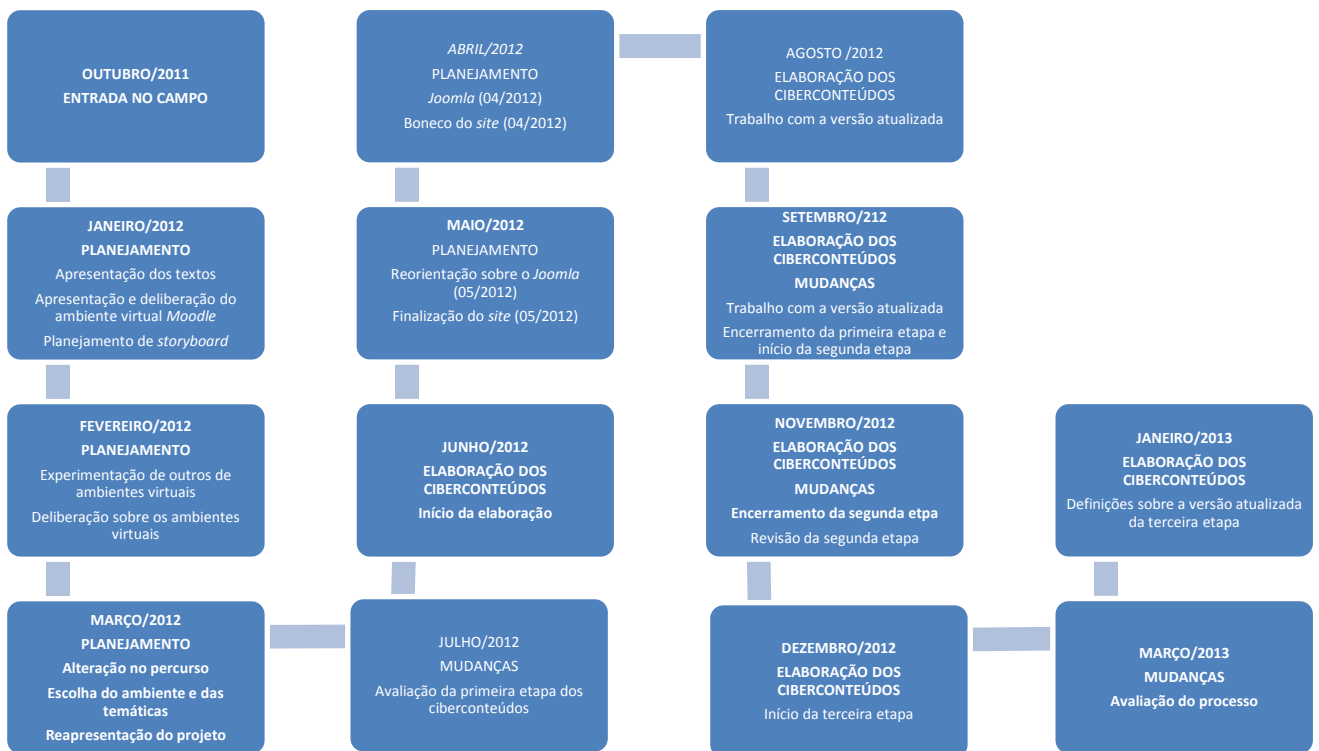 OUTUBRO/2011
ENTRADA NO CAMPO
JANEIRO/2012
PLANEJAMENTO
Apresentação dos textos
Apresentação e deliberação do
ambiente virtual Moodle
Planejamento de storyboard
FEVEREIRO/2012
PLANEJAMENTO
Experimentação de outros de
ambientes virtuais
Deliberação sobre os ambientes
virtuais
MARÇO/2012
PLANEJAMENTO
Alteração no percurso
Escolha do ambiente e das
temáticas
Reapresentação do projeto
ABRIL/2012
PLANEJAMENTO
Joomla (04/2012)
Boneco do site (04/2012)
MAIO/2012
PLANEJAMENTO
Reorientação sobre o Joomla
(05/2012)
Finalização do site (05/2012)
JUNHO/2012
ELABORAÇÃO DOS
CIBERCONTEÚDOS
Início da elaboração
JULHO/2012
MUDANÇAS
Avaliação da primeira etapa dos
ciberconteúdos
AGOSTO /2012
ELABORAÇÃO DOS
CIBERCONTEÚDOS
Trabalho com a versão atualizada
SETEMBRO/212
ELABORAÇÃO DOS
CIBERCONTEÚDOS
MUDANÇAS
Trabalho com a versão atualizada
Encerramento da primeira etapa e
início da segunda etapa
NOVEMBRO/2012
ELABORAÇÃO DOS
CIBERCONTEÚDOS
MUDANÇAS
Encerramento da segunda etpa
Revisão da segunda etapa
DEZEMBRO/2012
ELABORAÇÃO DOS
CIBERCONTEÚDOS
Início da terceira etapa
JANEIRO/2013
ELABORAÇÃO DOS
CIBERCONTEÚDOS
Definições sobre a versão atualizada
da terceira etapa
MARÇO/2013
MUDANÇAS
Avaliação do processo